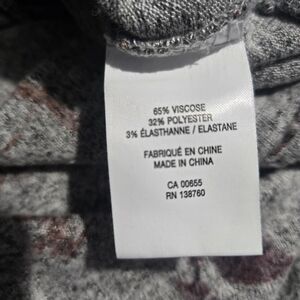 65% VISCOSE
32% POLYESTER
3% ÉLASTHANNE / ELASTANE
FABRIQUÉ EN CHINE
MADE IN CHINA
CA 00655
RN 138760